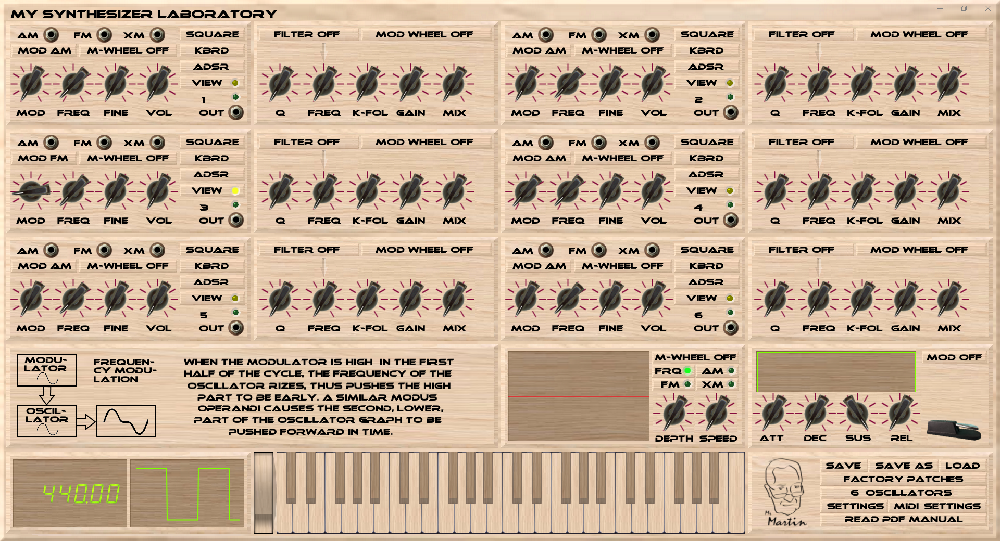 MY SYNTHESIZER LABORATORY
AM FM XM SQUARE FILTER OFF MOD WHEEL OFF AM FM XM SQUARE FILTER OFF MOD WHEEL OFF
MOD AM M-WHEEL OFF KBRD MOD AM M-WHEEL OFF KBRD
ADSR ADSR
VIEW VIEW
1 2
MOD FREQ FINE VOL OUT Q FREQ K-FOL GAIN MIX MOD FREQ FINE VOL OUT Q FREQ K-FOL GAIN MIX
AM FM XM SQUARE FILTER OFF MOD WHEEL OFF AM FM XM SQUARE FILTER OFF MOD WHEEL OFF
MOD FM M-WHEEL OFF KBRD MOD AM M-WHEEL OFF KBRD
ADSR ADSR
VIEW VIEW
3 4
MOD FREQ FINE VOL OUT Q FREQ K-FOL GAIN MIX MOD FREQ FINE VOL OUT Q FREQ K-FOL GAIN MIX
AM FM XM SQUARE FILTER OFF MOD WHEEL OFF AM FM XM SQUARE FILTER OFF MOD WHEEL OFF
MOD AM M-WHEEL OFF KBRD MOD AM M-WHEEL OFF KBRD
ADSR ADSR
VIEW VIEW
5 6
MOD FREQ FINE VOL OUT Q FREQ K-FOL GAIN MIX MOD FREQ FINE VOL OUT Q FREQ K-FOL GAIN MIX
MODU-
LATOR
OSCIL-
LATOR
FREQUEN-
CY MODU-
LATION
WHEN THE MODULATOR IS HIGH IN THE FIRST
HALF OF THE CYCLE, THE FREQUENCY OF THE
OSCILLATOR RIZES, THUS PUSHES THE HIGH
PART TO BE EARLY. A SIMILAR MODUS
OPERANDI CAUSES THE SECOND, LOWER,
PART OF THE OSCILLATOR GRAPH TO BE
PUSHED FORWARD IN TIME.
M-WHEEL OFF
FRQ AM
FM XM
DEPTH SPEED
MOD OFF
ATT DEC SUS REL
440.00
Mr Martin
SAVE SAVE AS LOAD
FACTORY PATCHES
6 OSCILLATORS
SETTINGS MIDI SETTINGS
READ PDF MANUAL